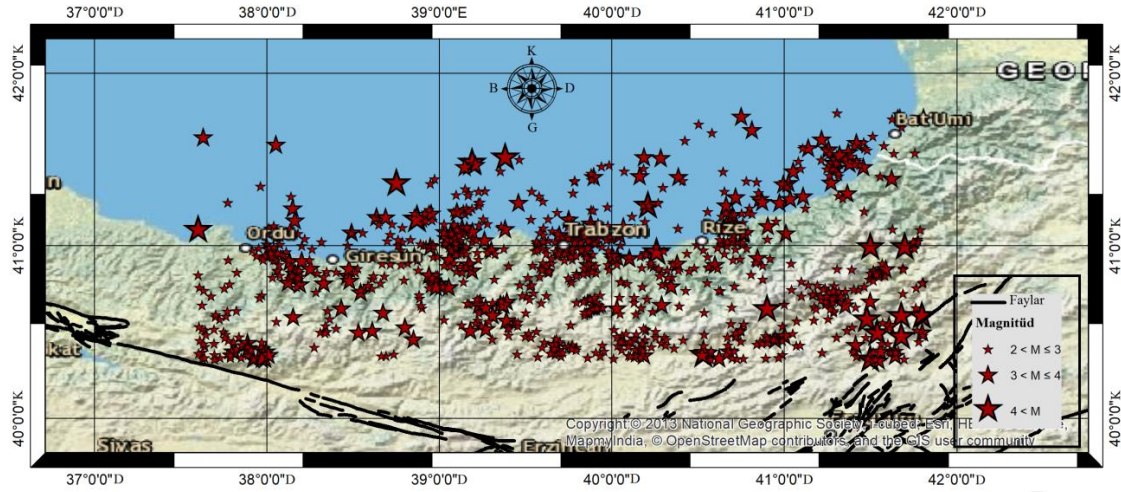 37°0'0"D 38°0'0"D 39°0'0"E 40°0'0"D 41°0'0"D 42°0'0"D
42°0'0"K
42°0'0"K
K
B D
G
GEO
Bat'Umi
n
Ordu
Giresun
Trabzon
Rize
41°0'0"K
41°0'0"K
Faylar
Magnitüd
2 < M ≤ 3
3 < M ≤ 4
4 < M
kat
Sivas
40°0'0"K
40°0'0"K
Copyright © 2013 National Geographic Society, i-cubed, Esri, HE
MapmyIndia, © OpenStreetMap contributors, and the GIS user community
37°0'0"D 38°0'0"D 39°0'0"D 40°0'0"D 41°0'0"D 42°0'0"D